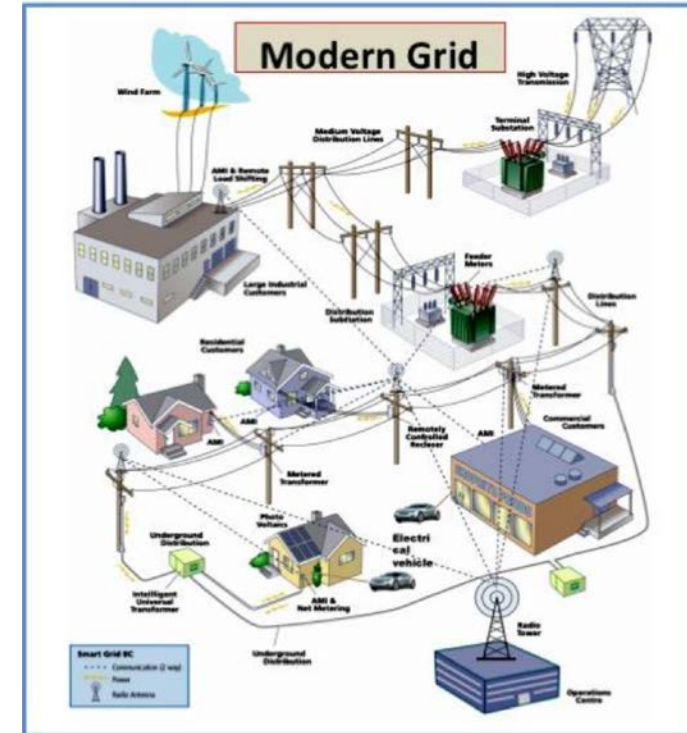 Modern Grid
High Voltage
Transmission
Wind Farm
Terminal
Substation
Medium Voltage
Distribution Lines
AMI & Remote
Load Shifting
Feeder
Meters
Large Industrial
Customers
Distribution
Lines
Distribution
Substation
Residential
Customers
Metered
Transformer
Commercial
Customers
AMI
AMI
AMI
Remotely
Controlled
Recloser
Metered
Transformer
Photo
Voltaics
Underground
Distribution
Electri
cal
vehicle
Intelligent
Universal
Transformer
AMI &
Net Metering
Radio
Tower
Underground
Distribution
Smart Grid BC
Communication (2 way)
Power
Radio Antenna
Operations
Centre